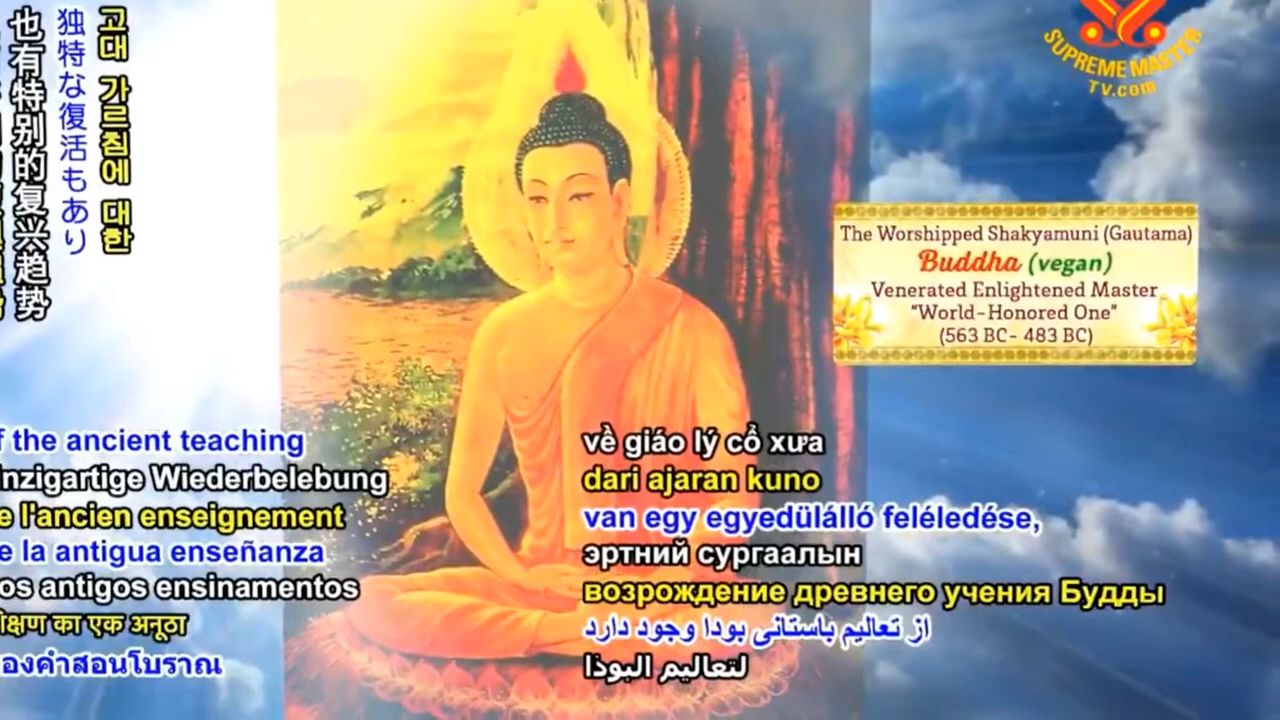 고대 가르침에 대한
独特な復活もあり
也有特别的复兴趋势
SUPREME MASTER
TV.com
The Worshipped Shakyamuni (Gautama)
Buddha (vegan)
Venerated Enlightened Master
“World-Honored One”
(563 BC- 483 BC)
the ancient teaching
Wiederbelebung
l'ancien enseignement
la antigua enseñanza
antigos ensinamentos
का एक अनूठा
องคำสอนโบราณ
về giáo lý cổ xưa
dari ajaran kuno
van egy egyedülálló feléledése,
эртний сургаалын
возрождение древнего учения Будды
از تعالیم باستانی بودا وجود دارد
لتعاليم البوذا